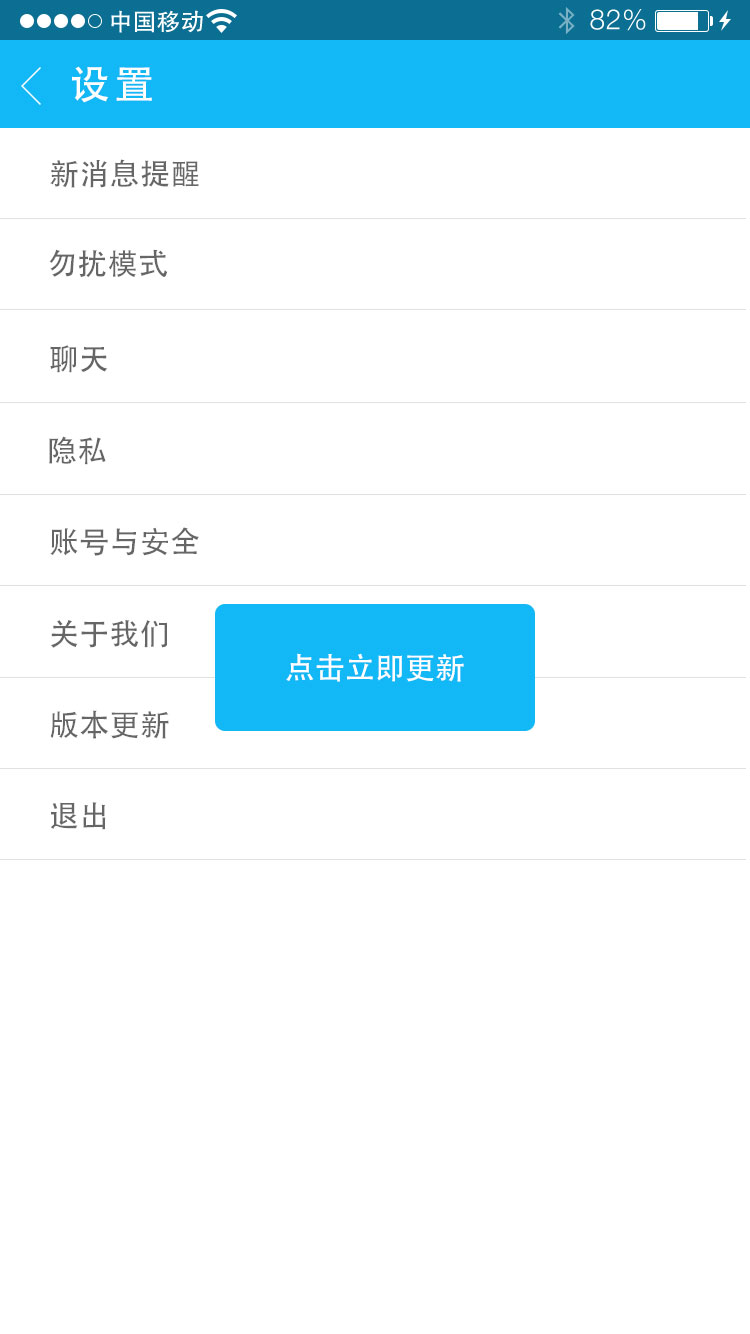 中国移动 82%
设置
新消息提醒
勿扰模式
聊天
隐私
账号与安全
关于我们
点击立即更新
版本更新
退出